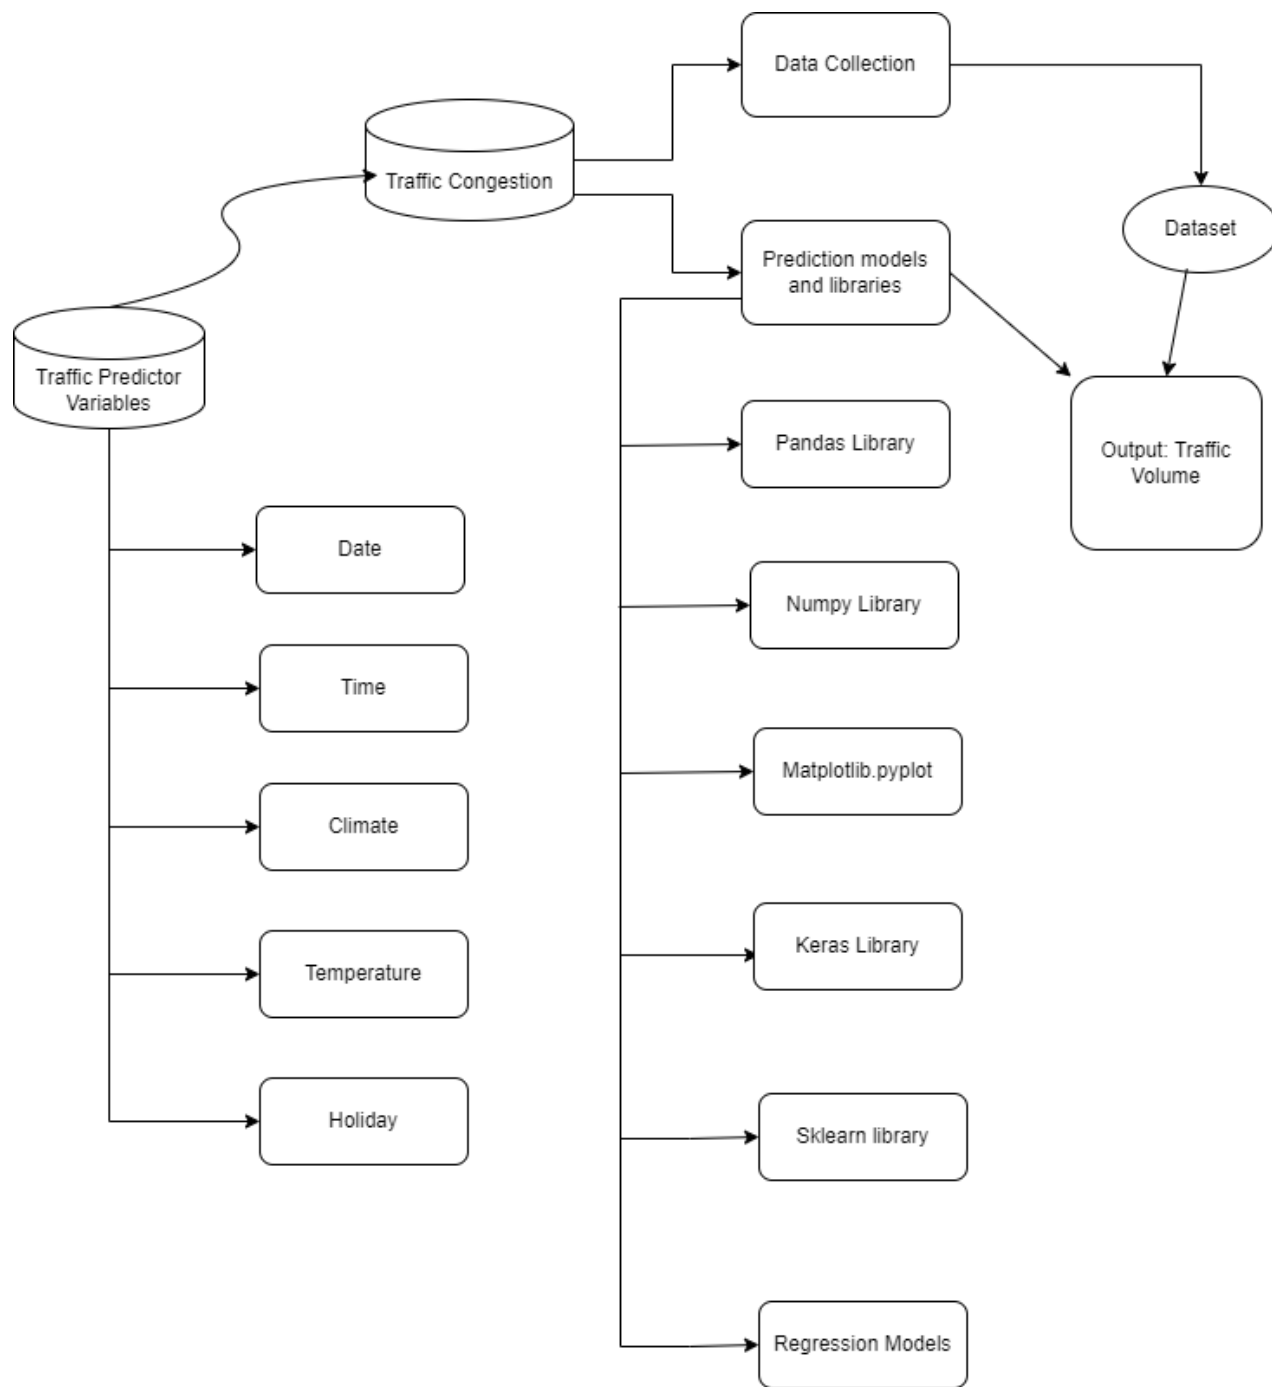 Data Collection
Traffic Congestion
Dataset
Prediction models
and libraries
Traffic Predictor
Variables
Pandas Library
Output: Traffic
Volume
Date
Numpy Library
Time
Matplotlib.pyplot
Climate
Keras Library
Temperature
Holiday
Sklearn library
Regression Models